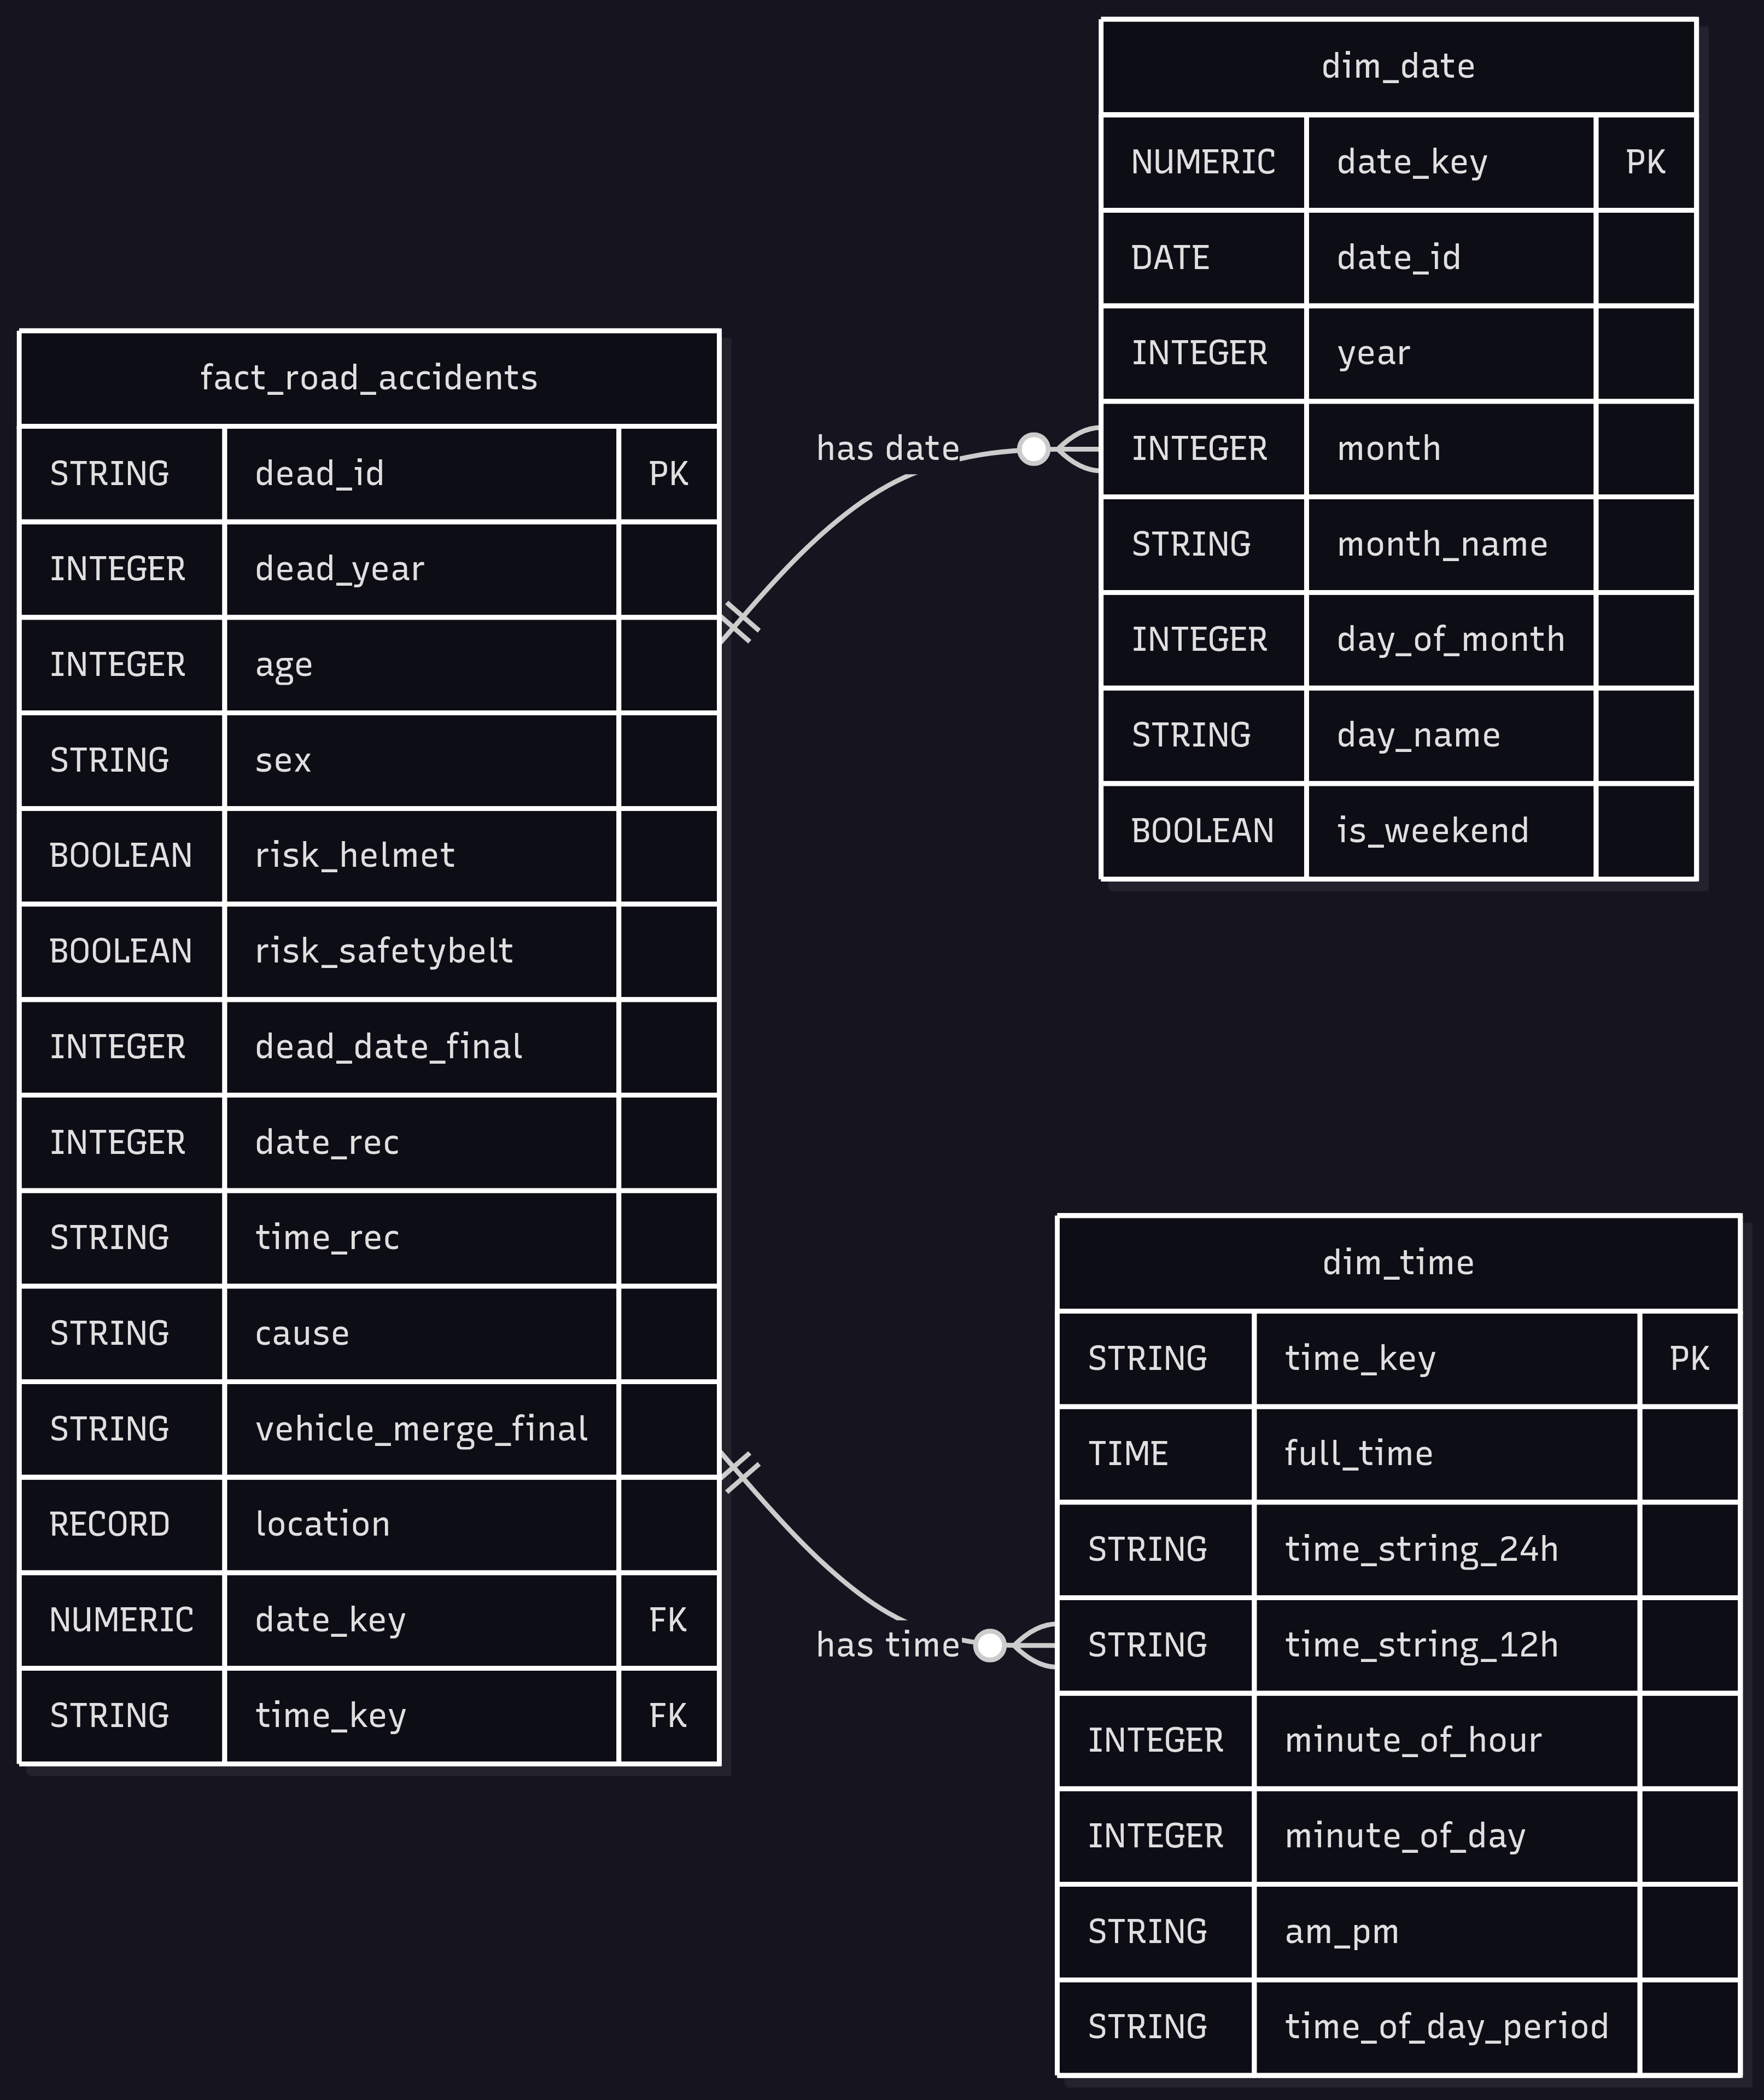 fact_road_accidents
STRING dead_id PK
INTEGER dead_year
INTEGER age
STRING sex
BOOLEAN risk_helmet
BOOLEAN risk_safetybelt
INTEGER dead_date_final
INTEGER date_rec
STRING time_rec
STRING cause
STRING vehicle_merge_final
RECORD location
NUMERIC date_key FK
STRING time_key FK
has date
has time
dim_date
NUMERIC date_key PK
DATE date_id
INTEGER year
INTEGER month
STRING month_name
INTEGER day_of_month
STRING day_name
BOOLEAN is_weekend
dim_time
STRING time_key PK
TIME full_time
STRING time_string_24h
STRING time_string_12h
INTEGER minute_of_hour
INTEGER minute_of_day
STRING am_pm
STRING time_of_day_period